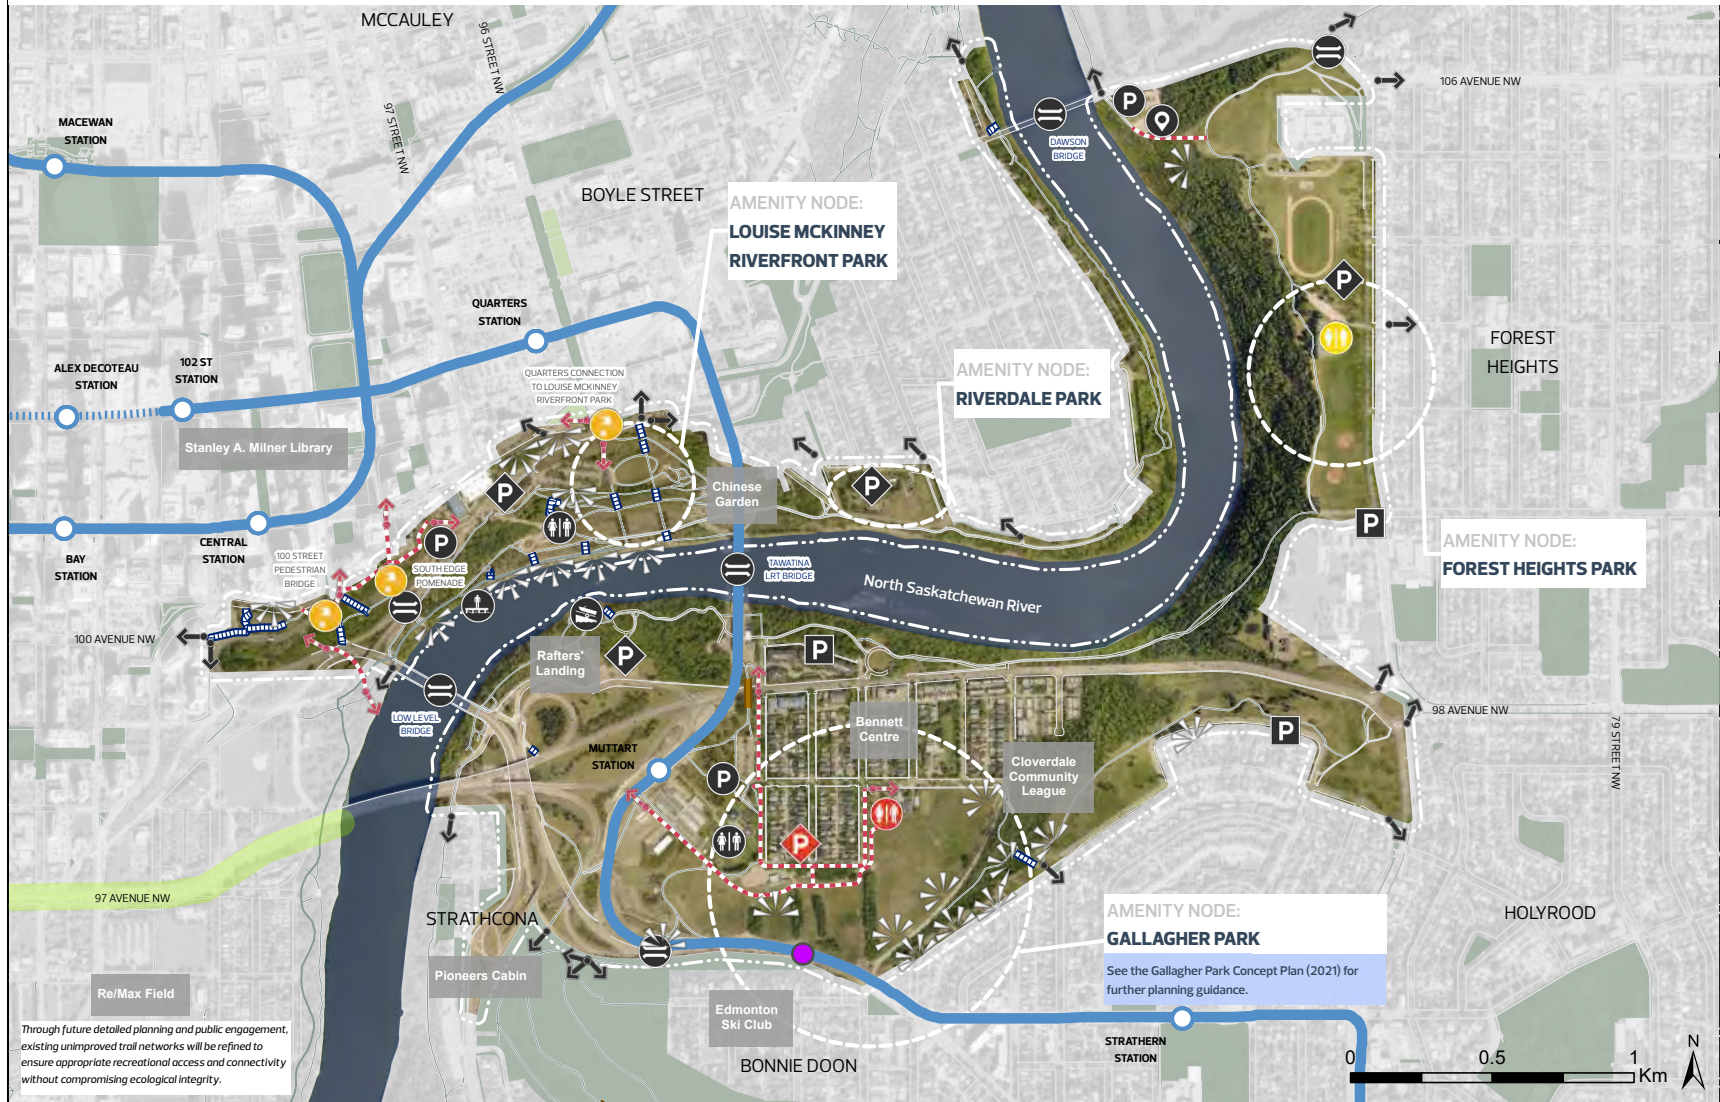 MCCAULEY
96 STREET NW
97 STREET NW
MACEWAN
STATION
106 AVENUE NW
P
DAWSON
BRIDGE
BOYLE STREET
AMENITY NODE:
LOUISE MCKINNEY
RIVERFRONT PARK
P
QUARTERS
STATION
FOREST
HEIGHTS
ALEX DECOTEAU
STATION
102 ST
STATION
QUARTERS CONNECTION
TO LOUISE MCKINNEY
RIVERFRONT PARK
AMENITY NODE:
RIVERDALE PARK
Stanley A. Milner Library
Chinese
Garden
P
P
P
BAY
STATION
CENTRAL
STATION
P
100 STREET
PEDESTRIAN
BRIDGE
SOUTH EDGE
POMENADE
TAWATINA
LRT BRIDGE
North Saskatchewan River
AMENITY NODE:
FOREST HEIGHTS PARK
100 AVENUE NW
Rafters'
Landing
P
P
LOW LEVEL
BRIDGE
Bennett
Centre
P
98 AVENUE NW
79 STREET NW
MUTTART
STATION
P
Cloverdale
Community
League
P
97 AVENUE NW
STRATHCONA
AMENITY NODE:
GALLAGHER PARK
See the Gallagher Park Concept Plan (2021) for
further planning guidance.
HOLYROOD
Pioneers Cabin
Re/Max Field
Edmonton
Ski Club
Through future detailed planning and public engagement,
existing unimproved trail networks will be refined to
ensure appropriate recreational access and connectivity
without compromising ecological integrity.
BONNIE DOON
STRATHERN
STATION
0 0.5 1
Km
N